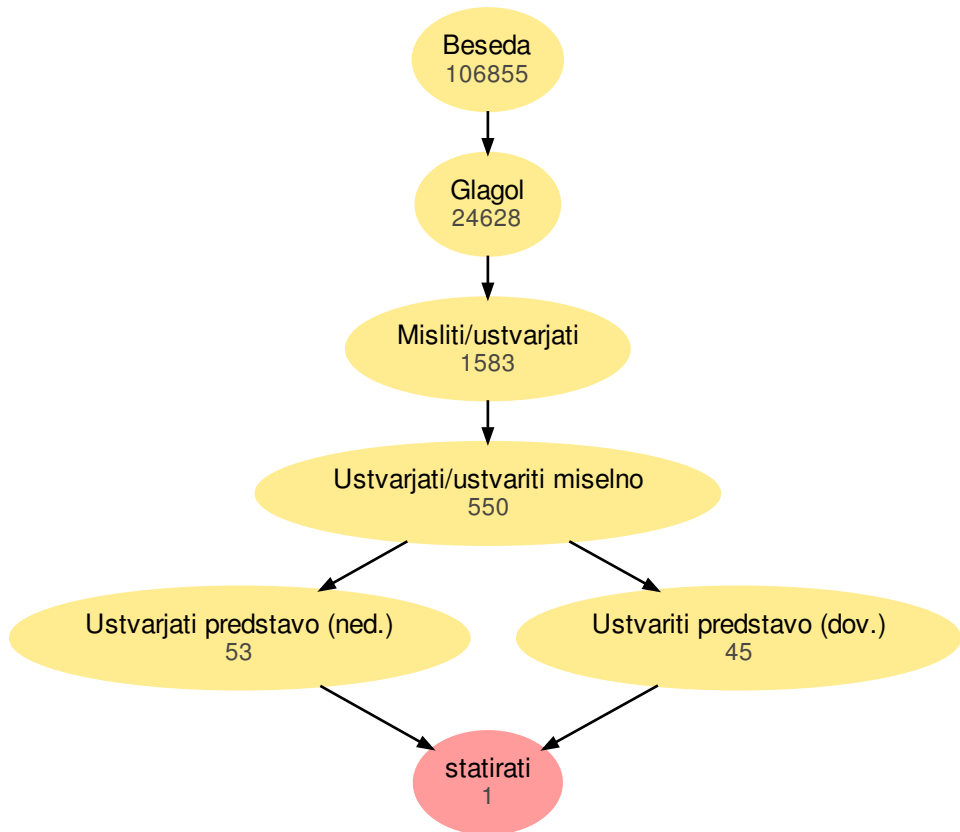 Beseda
106855
Glagol
24628
Misliti/ustvarjati
1583
Ustvarjati/ustvariti miselno
550
Ustvarjati predstavo (ned.)
53
Ustvariti predstavo (dov.)
45
statirati
1